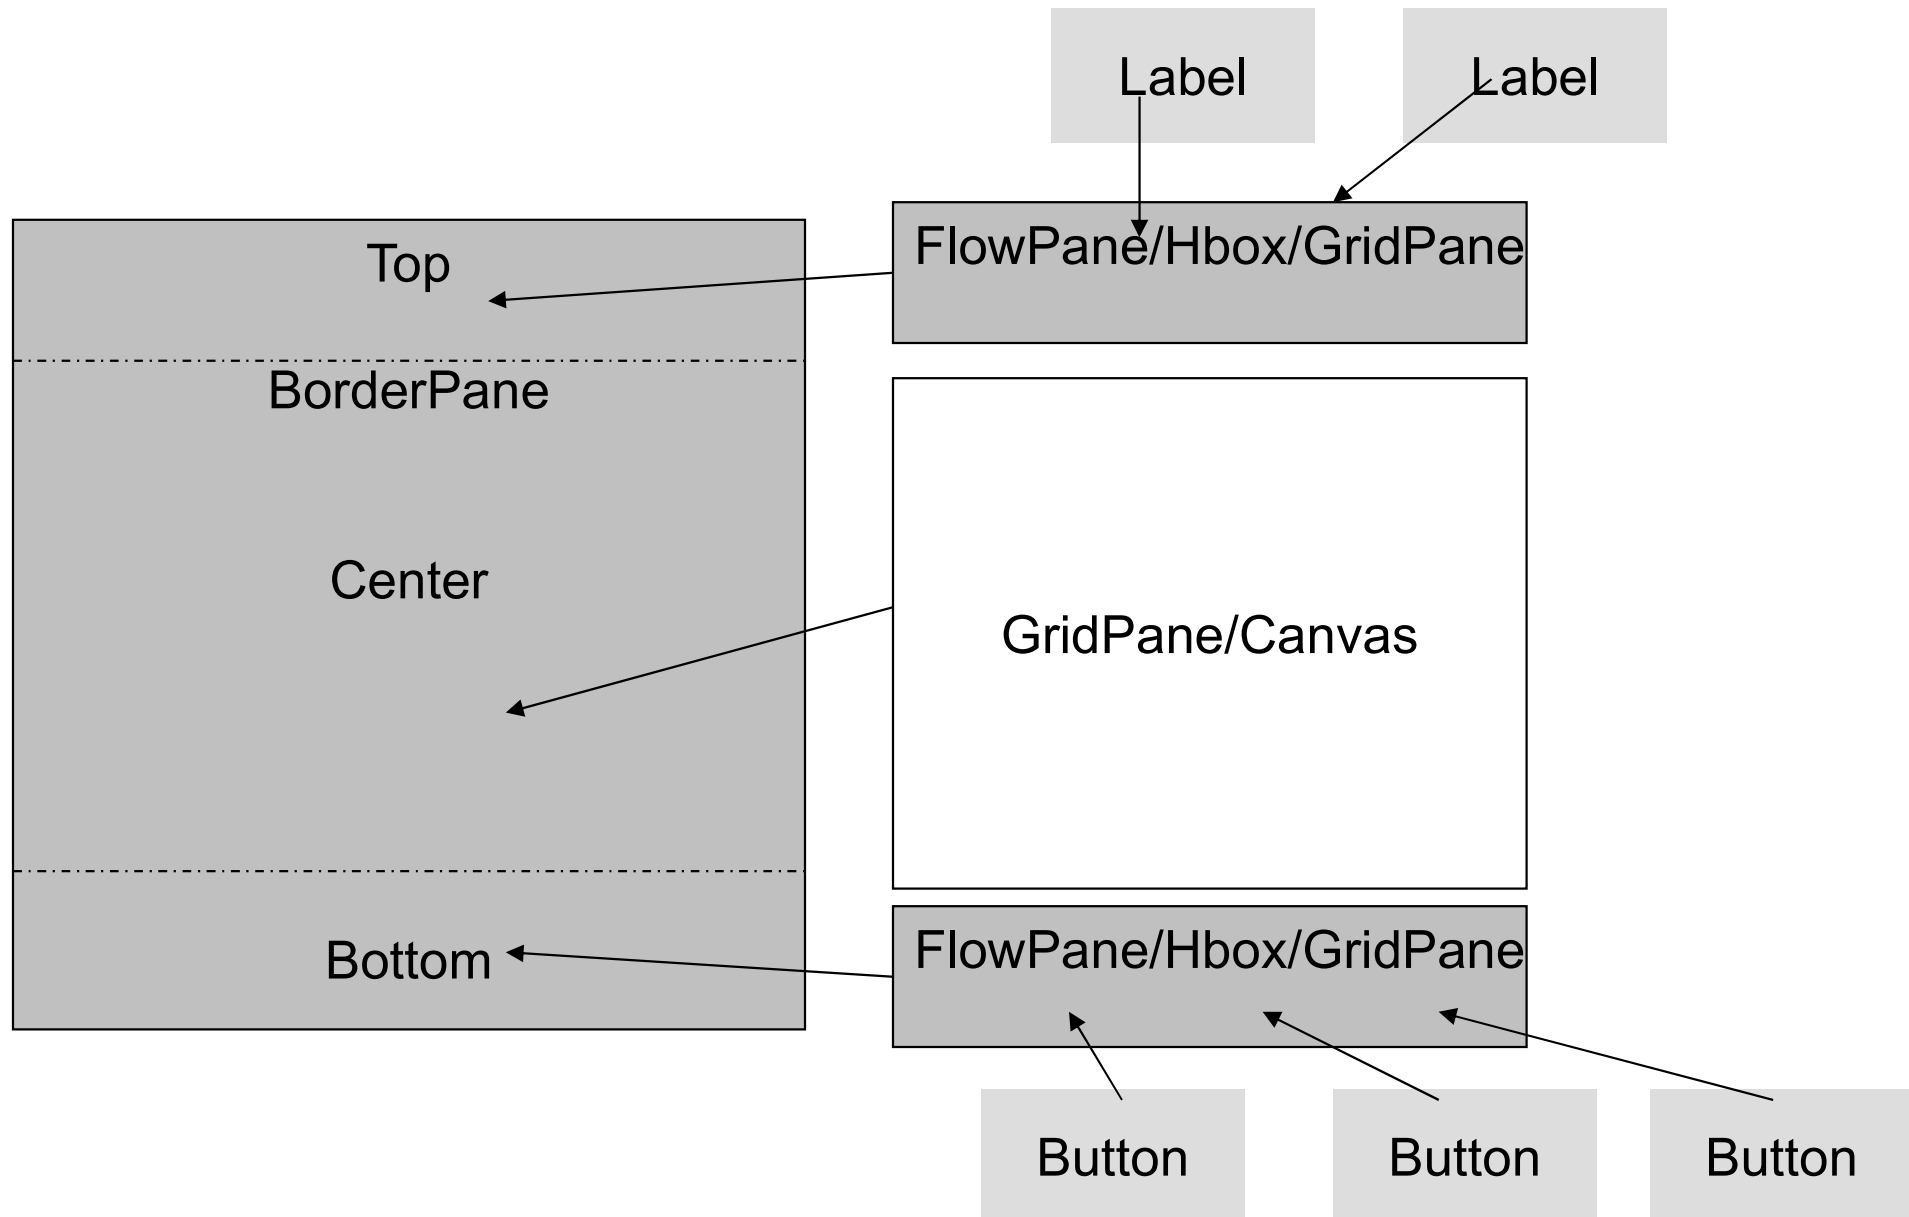 Label
Label
Top
FlowPane/Hbox/GridPane
BorderPane
Center
GridPane/Canvas
Bottom
FlowPane/Hbox/GridPane
Button
Button
Button